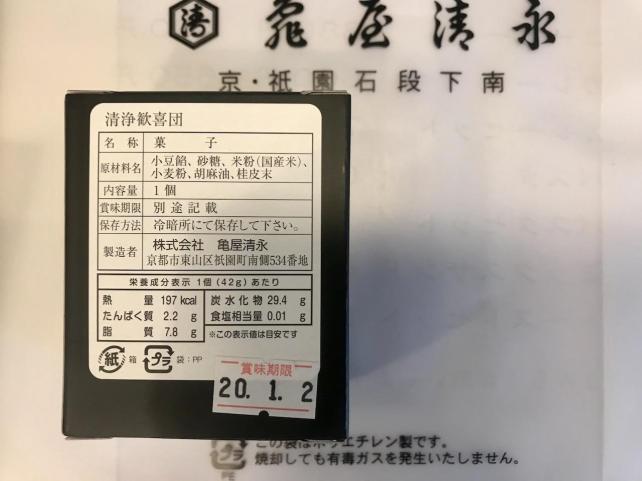 清
亀屋清永
京・祇園石段下南
清浄歓喜団
名称 菓子
原材料名 小豆餡、砂糖、米粉(国産米)、
小麦粉、胡麻油、桂皮末
内容量 1個
賞味期限 別途記載
保存方法 冷暗所にて保存して下さい。
製造者 株式会社 亀屋清永
京都市東山区祇園町南側534番地
栄養成分表示 1個(42g)あたり
熱量 197 kcal 炭水化物 29.4 g
たんぱく質 2.2 g 食塩相当量 0.01 g
脂質 7.8 g ※この表示値は目安です
紙 箱 プラ 袋:PP
賞味期限
20. 1. 2
この袋はポリエチレン製です。
プラ 焼却しても有毒ガスを発生いたしません。
PE